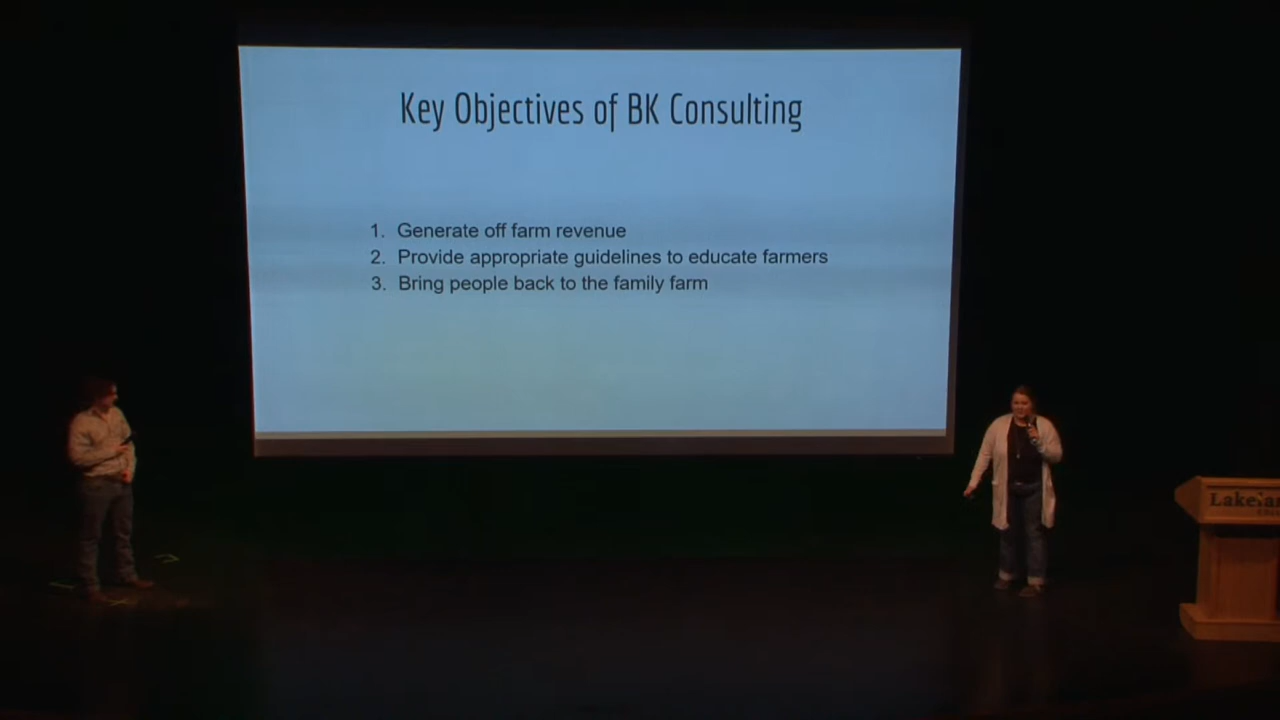 Key Objectives of BK Consulting
1. Generate off farm revenue
2. Provide appropriate guidelines to educate farmers
3. Bring people back to the family farm